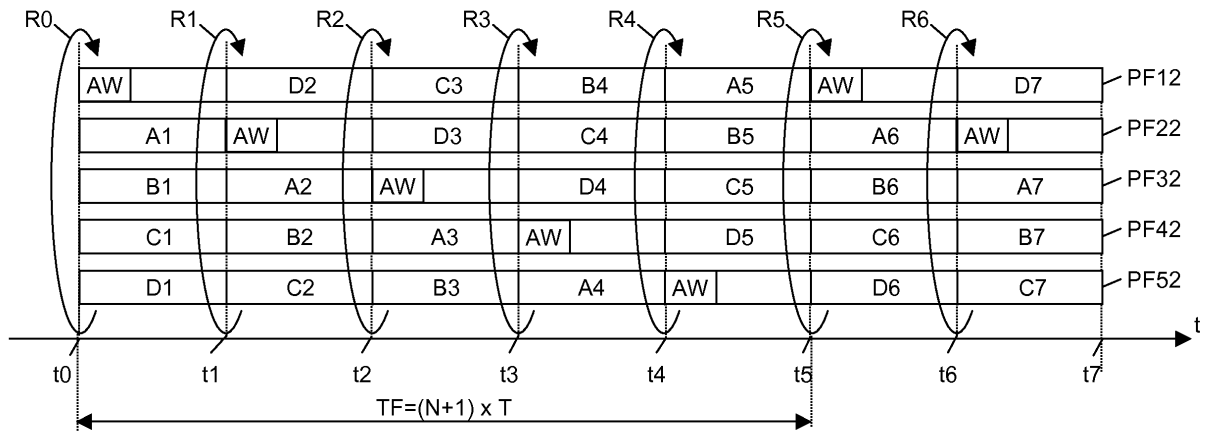 R0 R1 R2 R3 R4 R5 R6
AW D2 C3 B4 A5 AW D7 PF12
A1 AW D3 C4 B5 A6 AW PF22
B1 A2 AW D4 C5 B6 A7 PF32
C1 B2 A3 AW D5 C6 B7 PF42
D1 C2 B3 A4 AW D6 C7 PF52
t
t0 t1 t2 t3 t4 t5 t6 t7
TF=(N+1) x T